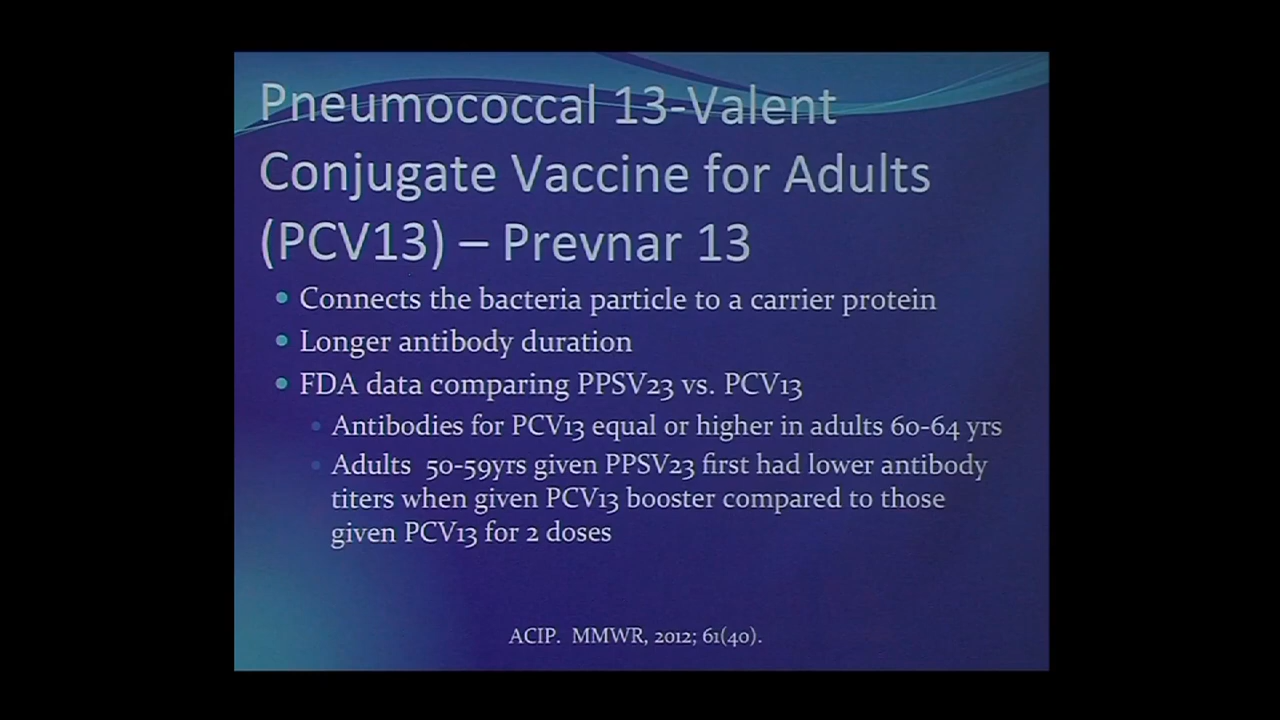 Pneumococcal 13-Valent
Conjugate Vaccine for Adults
(PCV13) – Prevnar 13
Connects the bacteria particle to a carrier protein
Longer antibody duration
FDA data comparing PPSV23 vs. PCV13
Antibodies for PCV13 equal or higher in adults 60-64 yrs
Adults 50-59yrs given PPSV23 first had lower antibody
titers when given PCV13 booster compared to those
given PCV13 for 2 doses
ACIP. MMWR, 2012; 61(40).